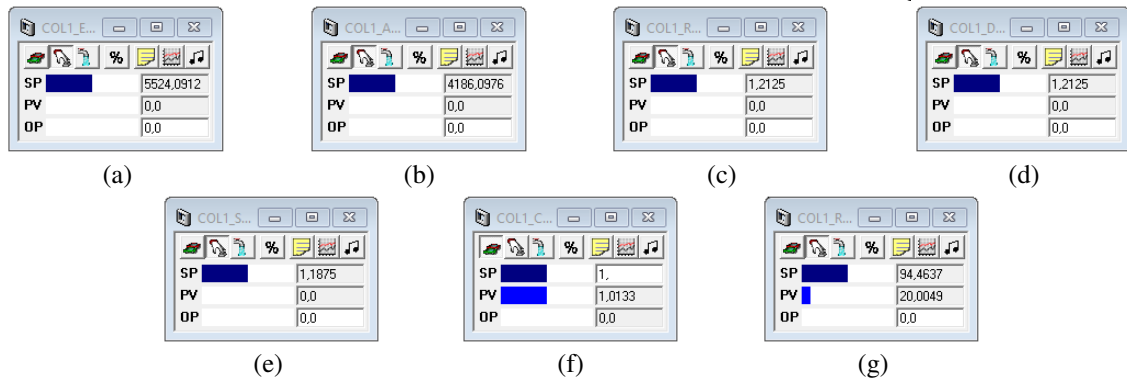 COL1_E...
%
SP 5524,0912
PV 0,0
OP 0,0
(a)
COL1_A...
%
SP 4186,0976
PV 0,0
OP 0,0
(b)
COL1_R...
%
SP 1,2125
PV 0,0
OP 0,0
(c)
COL1_D...
%
SP 1,2125
PV 0,0
OP 0,0
(d)
COL1_S...
%
SP 1,1875
PV 0,0
OP 0,0
(e)
COL1_C...
%
SP 1,
PV 1,0133
OP 0,0
(f)
COL1_R...
%
SP 94,4637
PV 20,0049
OP 0,0
(g)